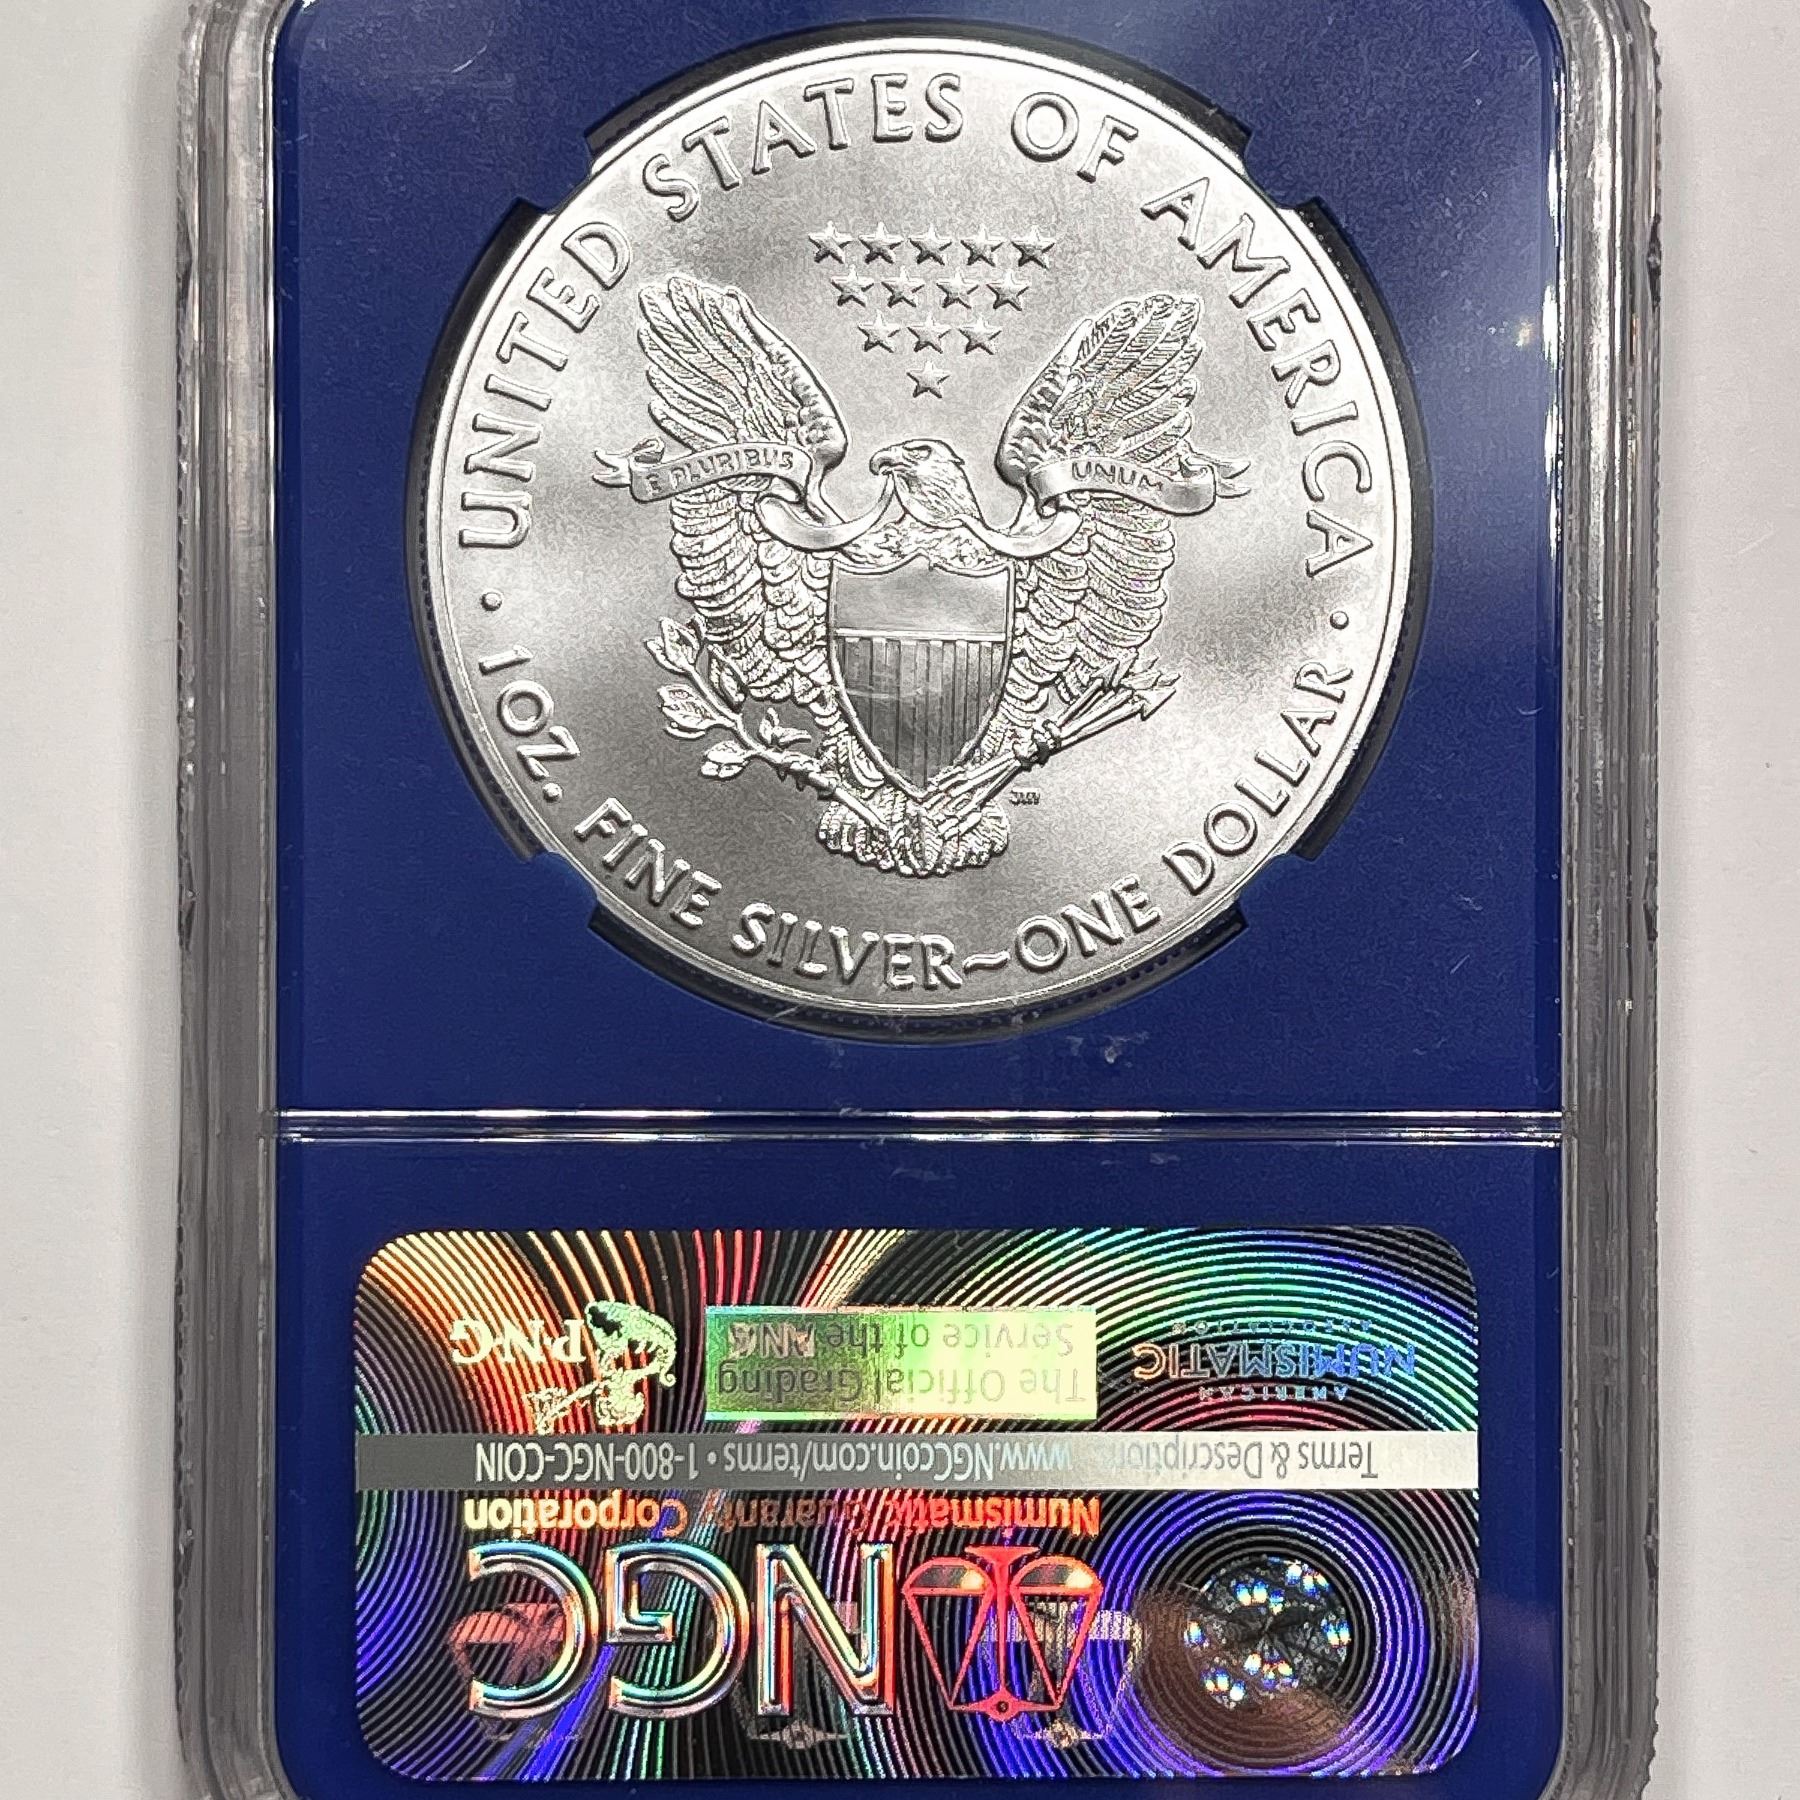 UNITED STATES OF AMERICA
E PLURIBUS UNUM
JM
· 1 OZ. FINE SILVER~ONE DOLLAR ·
NGC
Numismatic Guaranty Corporation
Terms & Descriptions www.NGCcoin.com/terms • 1-800-NGC-COIN
AMERICAN
NUMISMATIC
ASSOCIATION
The Official Grading
Service of the ANA
PNG